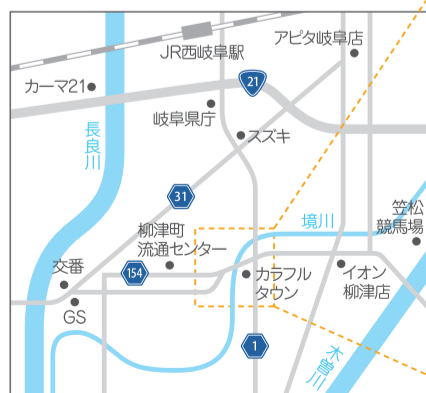 JR西岐阜駅
アピタ岐阜店
カーマ21
21
岐阜県庁
スズキ
長良川
31
境川
笠松
競馬場
柳津町
流通センター
交番
154
カラフル
タウン
イオン
柳津店
GS
1
木曽川